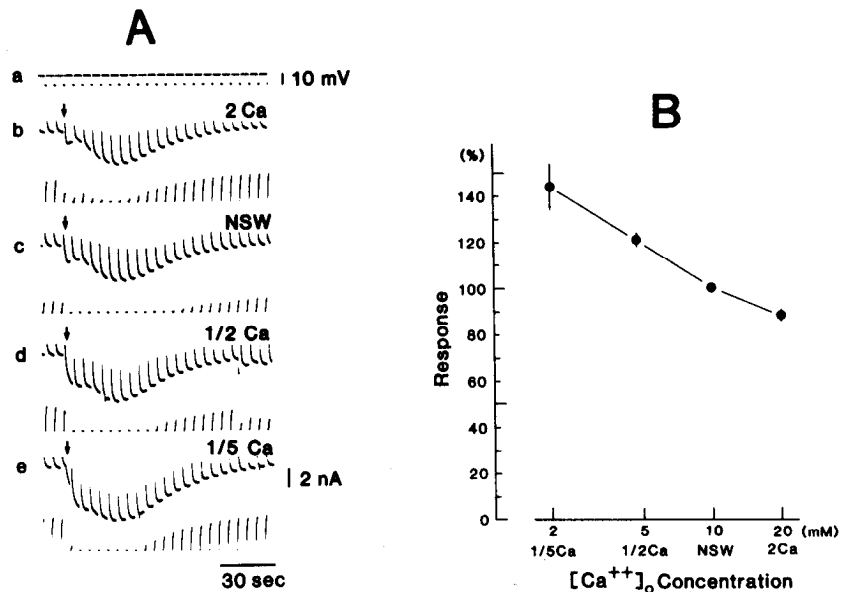 A
a
10 mV
b
2 Ca
c
NSW
d
1/2 Ca
e
1/5 Ca
2 nA
30 sec
B
(%)
140
120
100
80
60
40
20
0
Response
2 5 10 20 (mM)
1/5Ca 1/2Ca NSW 2Ca
[Ca++]o Concentration